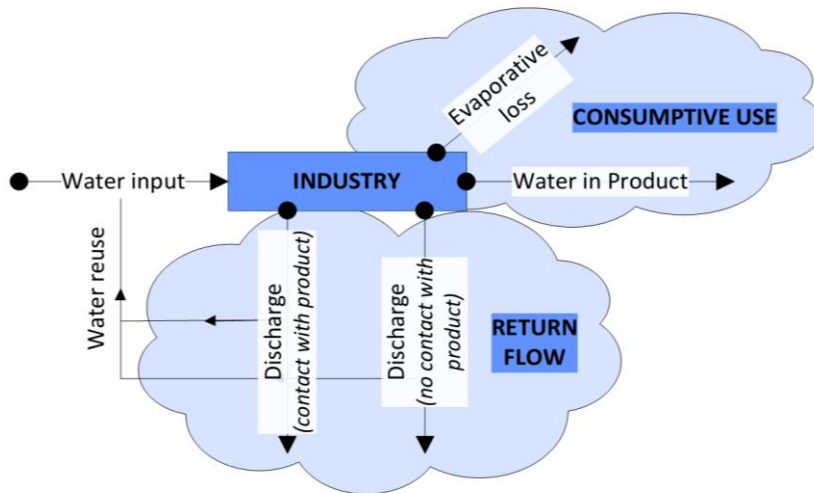 Evaporative
loss
CONSUMPTIVE USE
Water input
INDUSTRY
Water in Product
Water reuse
Discharge
(contact with product)
Discharge
(no contact with
product)
RETURN
FLOW